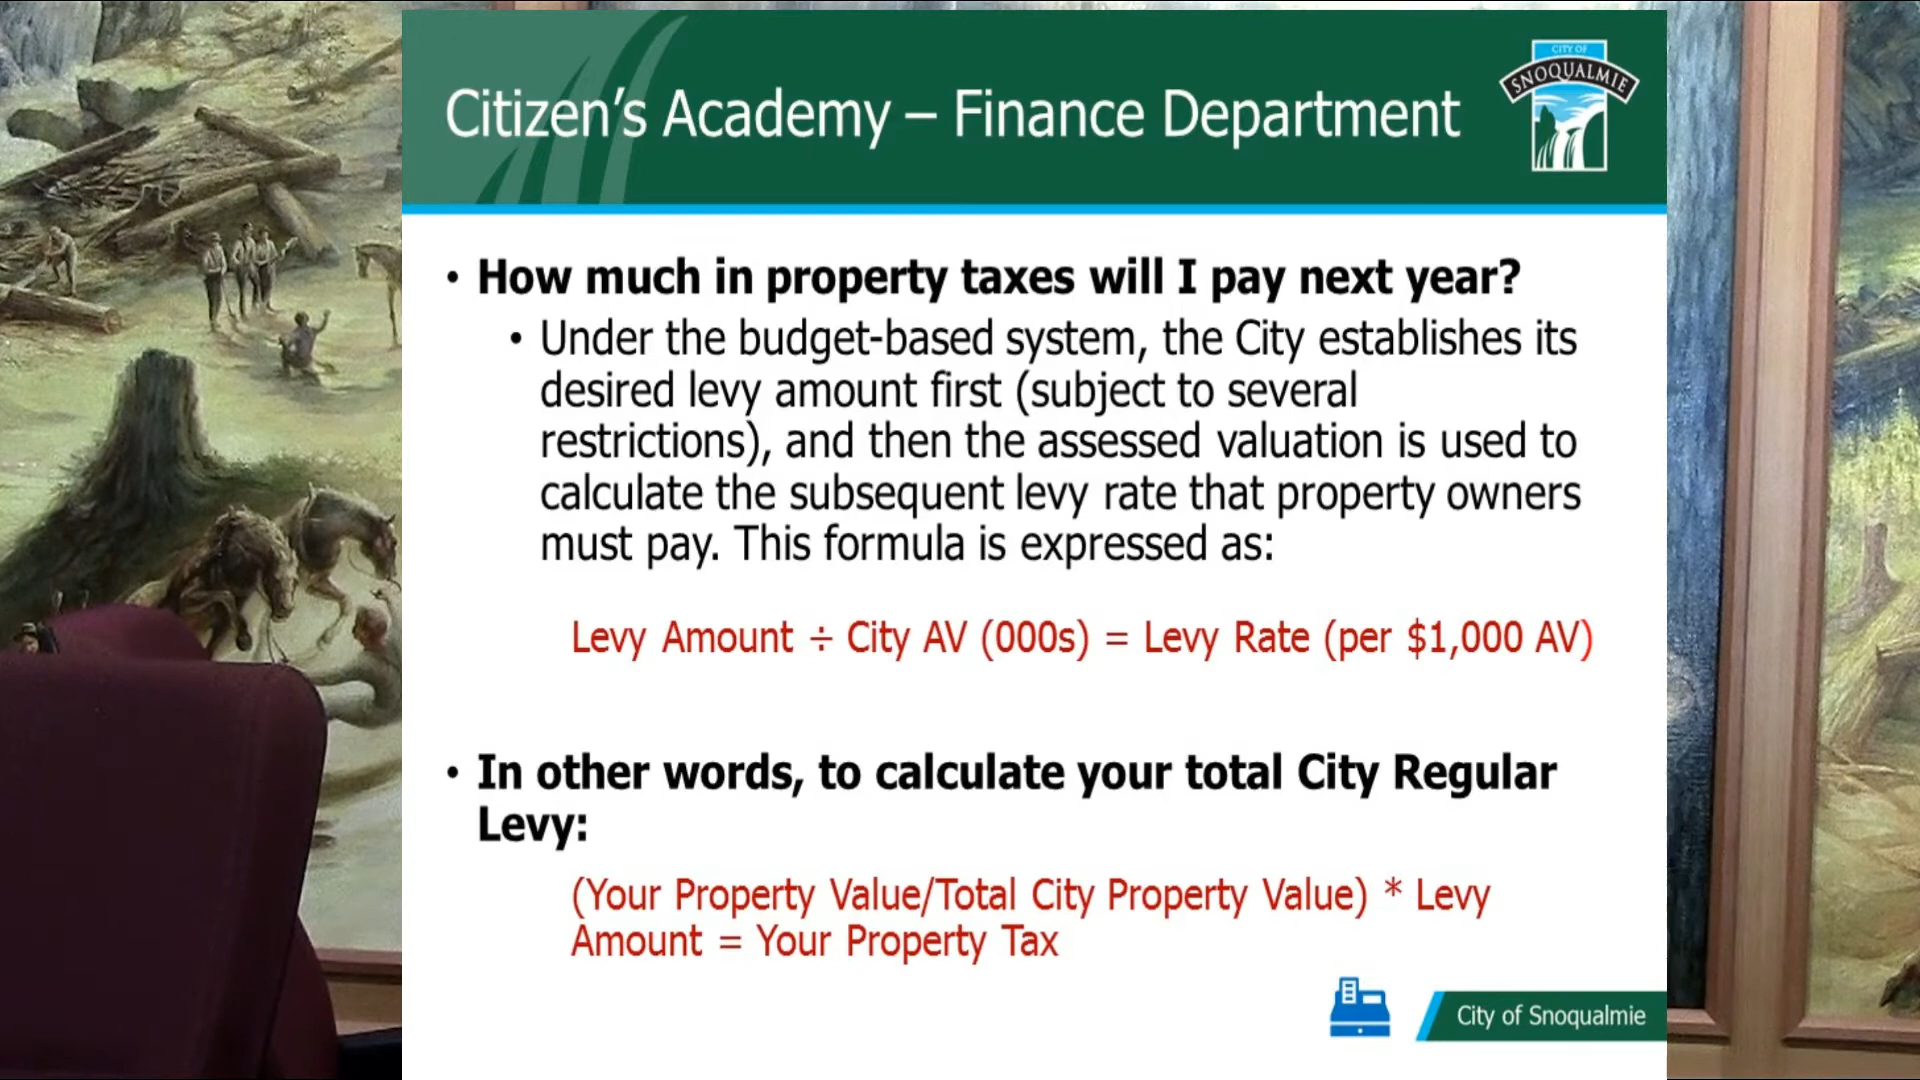 Citizen's Academy – Finance Department
CITY OF
SNOQUALMIE
• How much in property taxes will I pay next year?
• Under the budget-based system, the City establishes its
desired levy amount first (subject to several
restrictions), and then the assessed valuation is used to
calculate the subsequent levy rate that property owners
must pay. This formula is expressed as:
Levy Amount ÷ City AV (000s) = Levy Rate (per $1,000 AV)
• In other words, to calculate your total City Regular
Levy:
(Your Property Value/Total City Property Value) * Levy
Amount = Your Property Tax
City of Snoqualmie